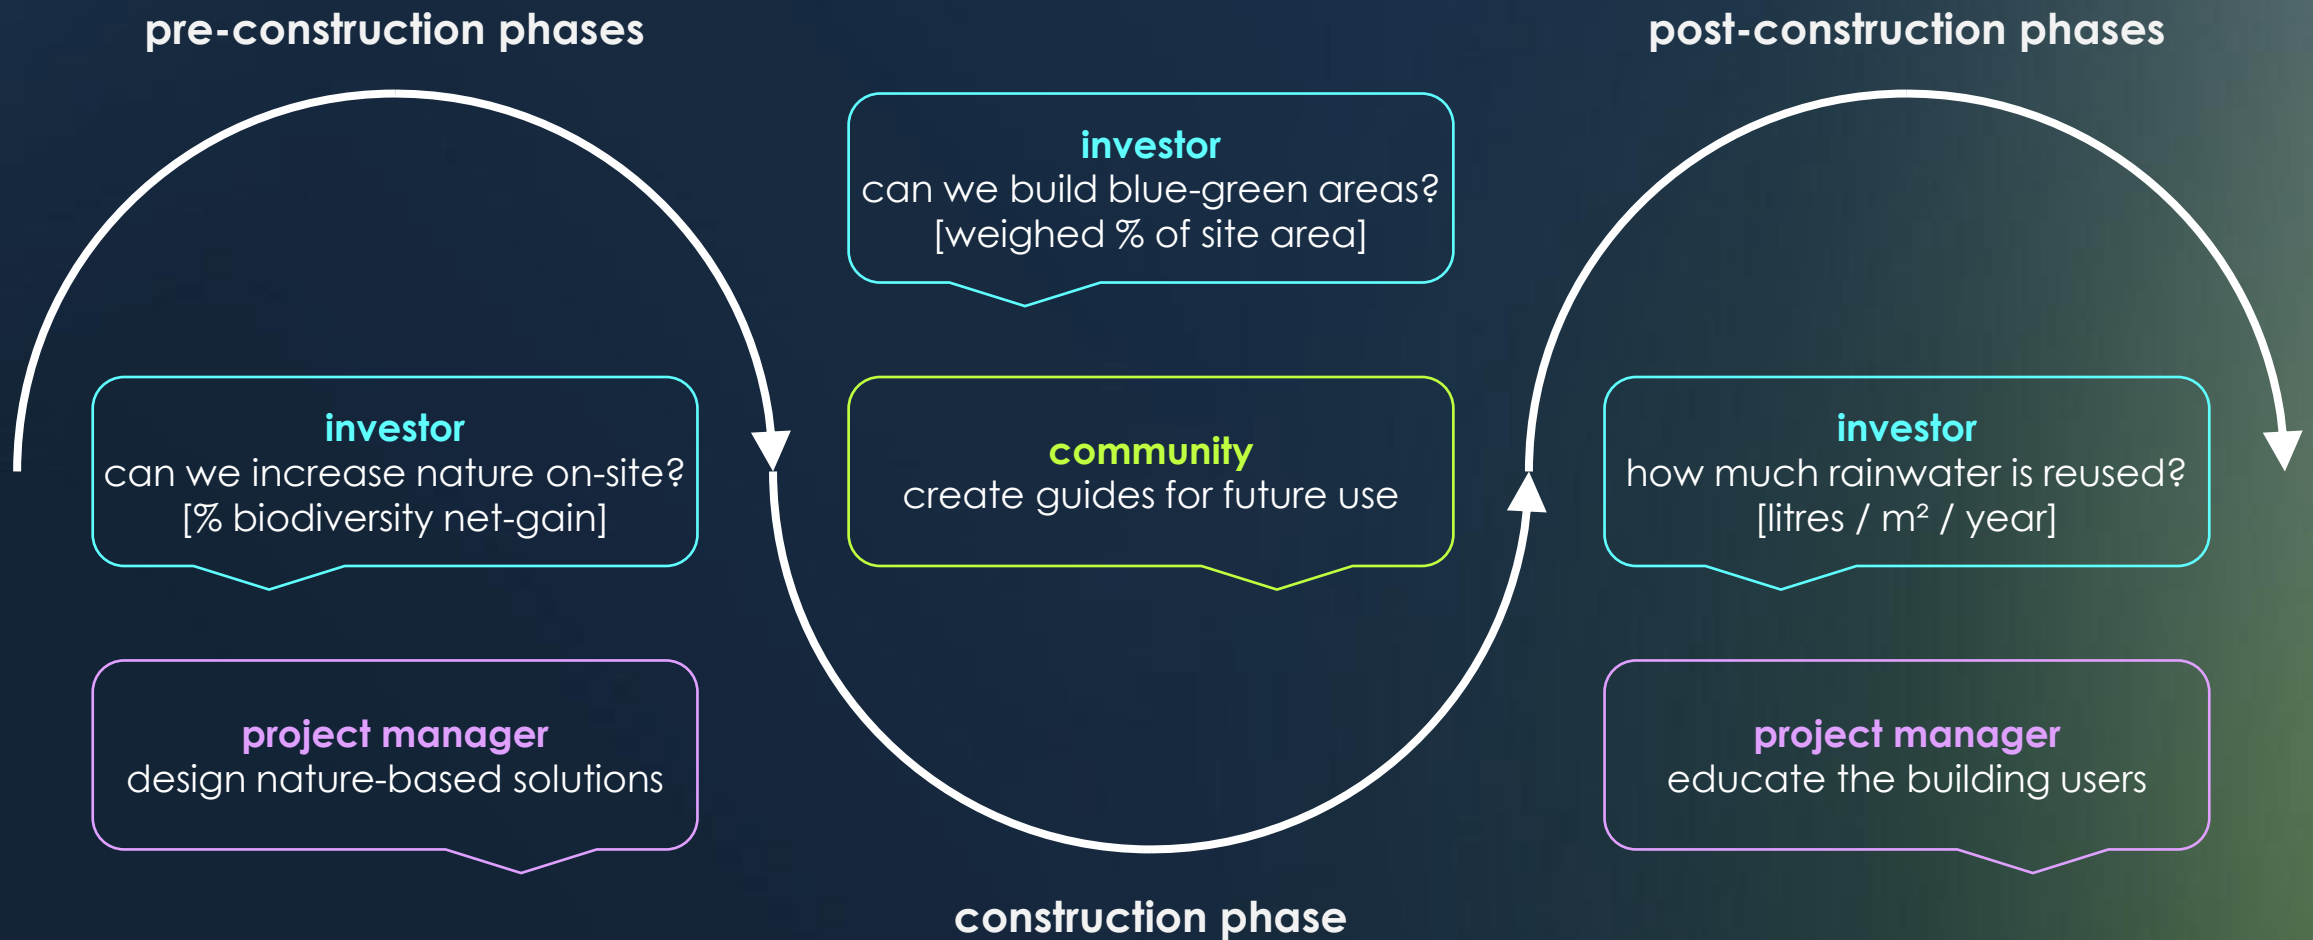 pre-construction phases
investor
can we increase nature on-site?
[% biodiversity net-gain]
project manager
design nature-based solutions
investor
can we build blue-green areas?
[weighed % of site area]
community
create guides for future use
construction phase
post-construction phases
investor
how much rainwater is reused?
[litres / m² / year]
project manager
educate the building users